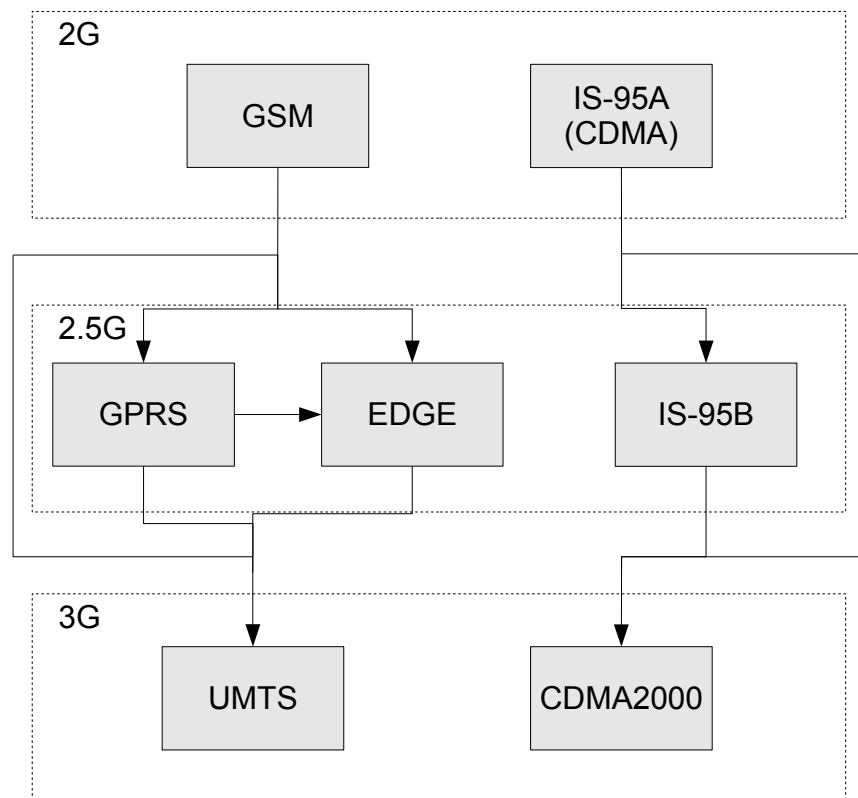 2G
GSM
IS-95A
(CDMA)
2.5G
GPRS
EDGE
IS-95B
3G
UMTS
CDMA2000